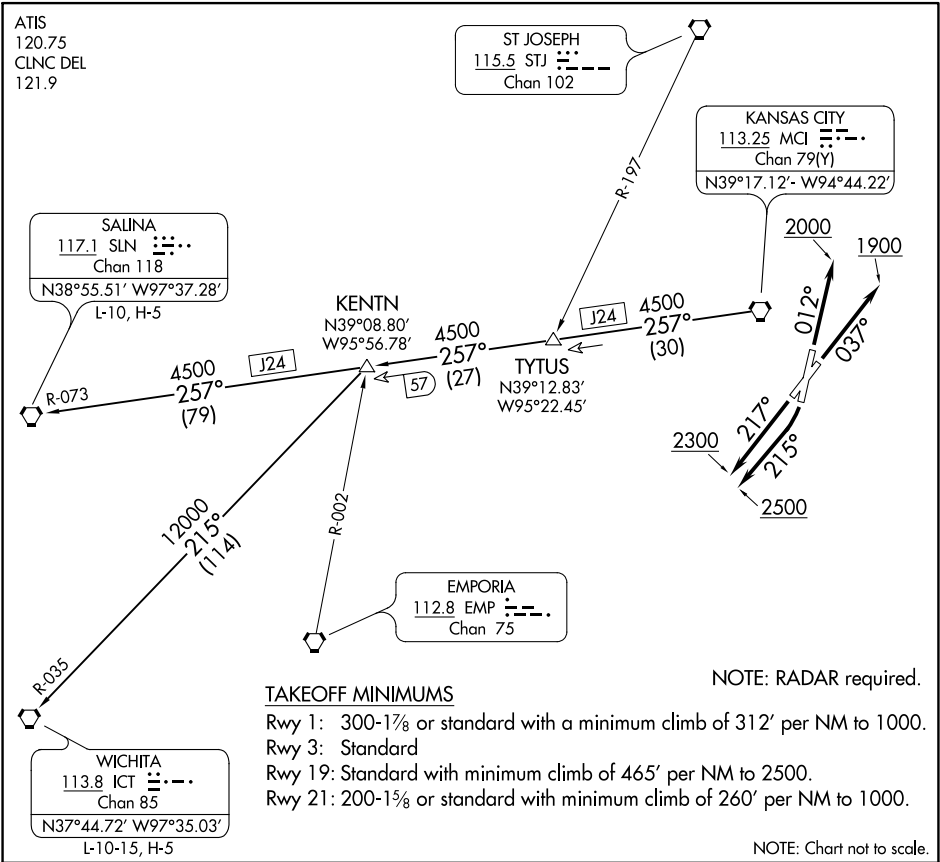 ATIS
120.75
CLNC DEL
121.9
ST JOSEPH
115.5 STJ
Chan 102
KANSAS CITY
113.25 MCI
Chan 79(Y)
N39°17.12'- W94°44.22'
R-197
SALINA
117.1 SLN
Chan 118
N38°55.51' W97°37.28'
L-10, H-5
KENTN
N39°08.80'
W95°56.78'
2000
1900
012°
037°
J24
4500
257°
(30)
4500
257°
(27)
TYTUS
N39°12.83'
W95°22.45'
57
4500
J24
257°
(79)
R-073
217°
215°
2300
2500
12000
215°
(114)
R-002
R-035
EMPORIA
112.8 EMP
Chan 75
WICHITA
113.8 ICT
Chan 85
N37°44.72' W97°35.03'
L-10-15, H-5
NOTE: RADAR required.
TAKEOFF MINIMUMS
Rwy 1: 300-1⅞ or standard with a minimum climb of 312' per NM to 1000.
Rwy 3: Standard
Rwy 19: Standard with minimum climb of 465' per NM to 2500.
Rwy 21: 200-1⅝ or standard with minimum climb of 260' per NM to 1000.
NOTE: Chart not to scale.